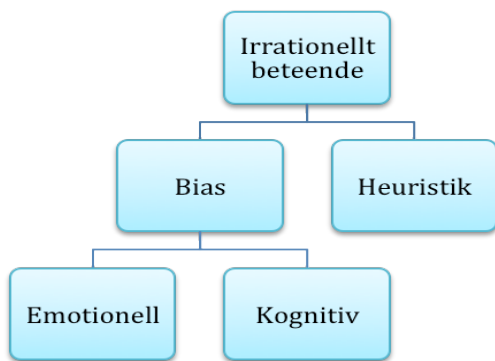 Irrationellt
beteende
Bias
Heuristik
Emotionell
Kognitiv